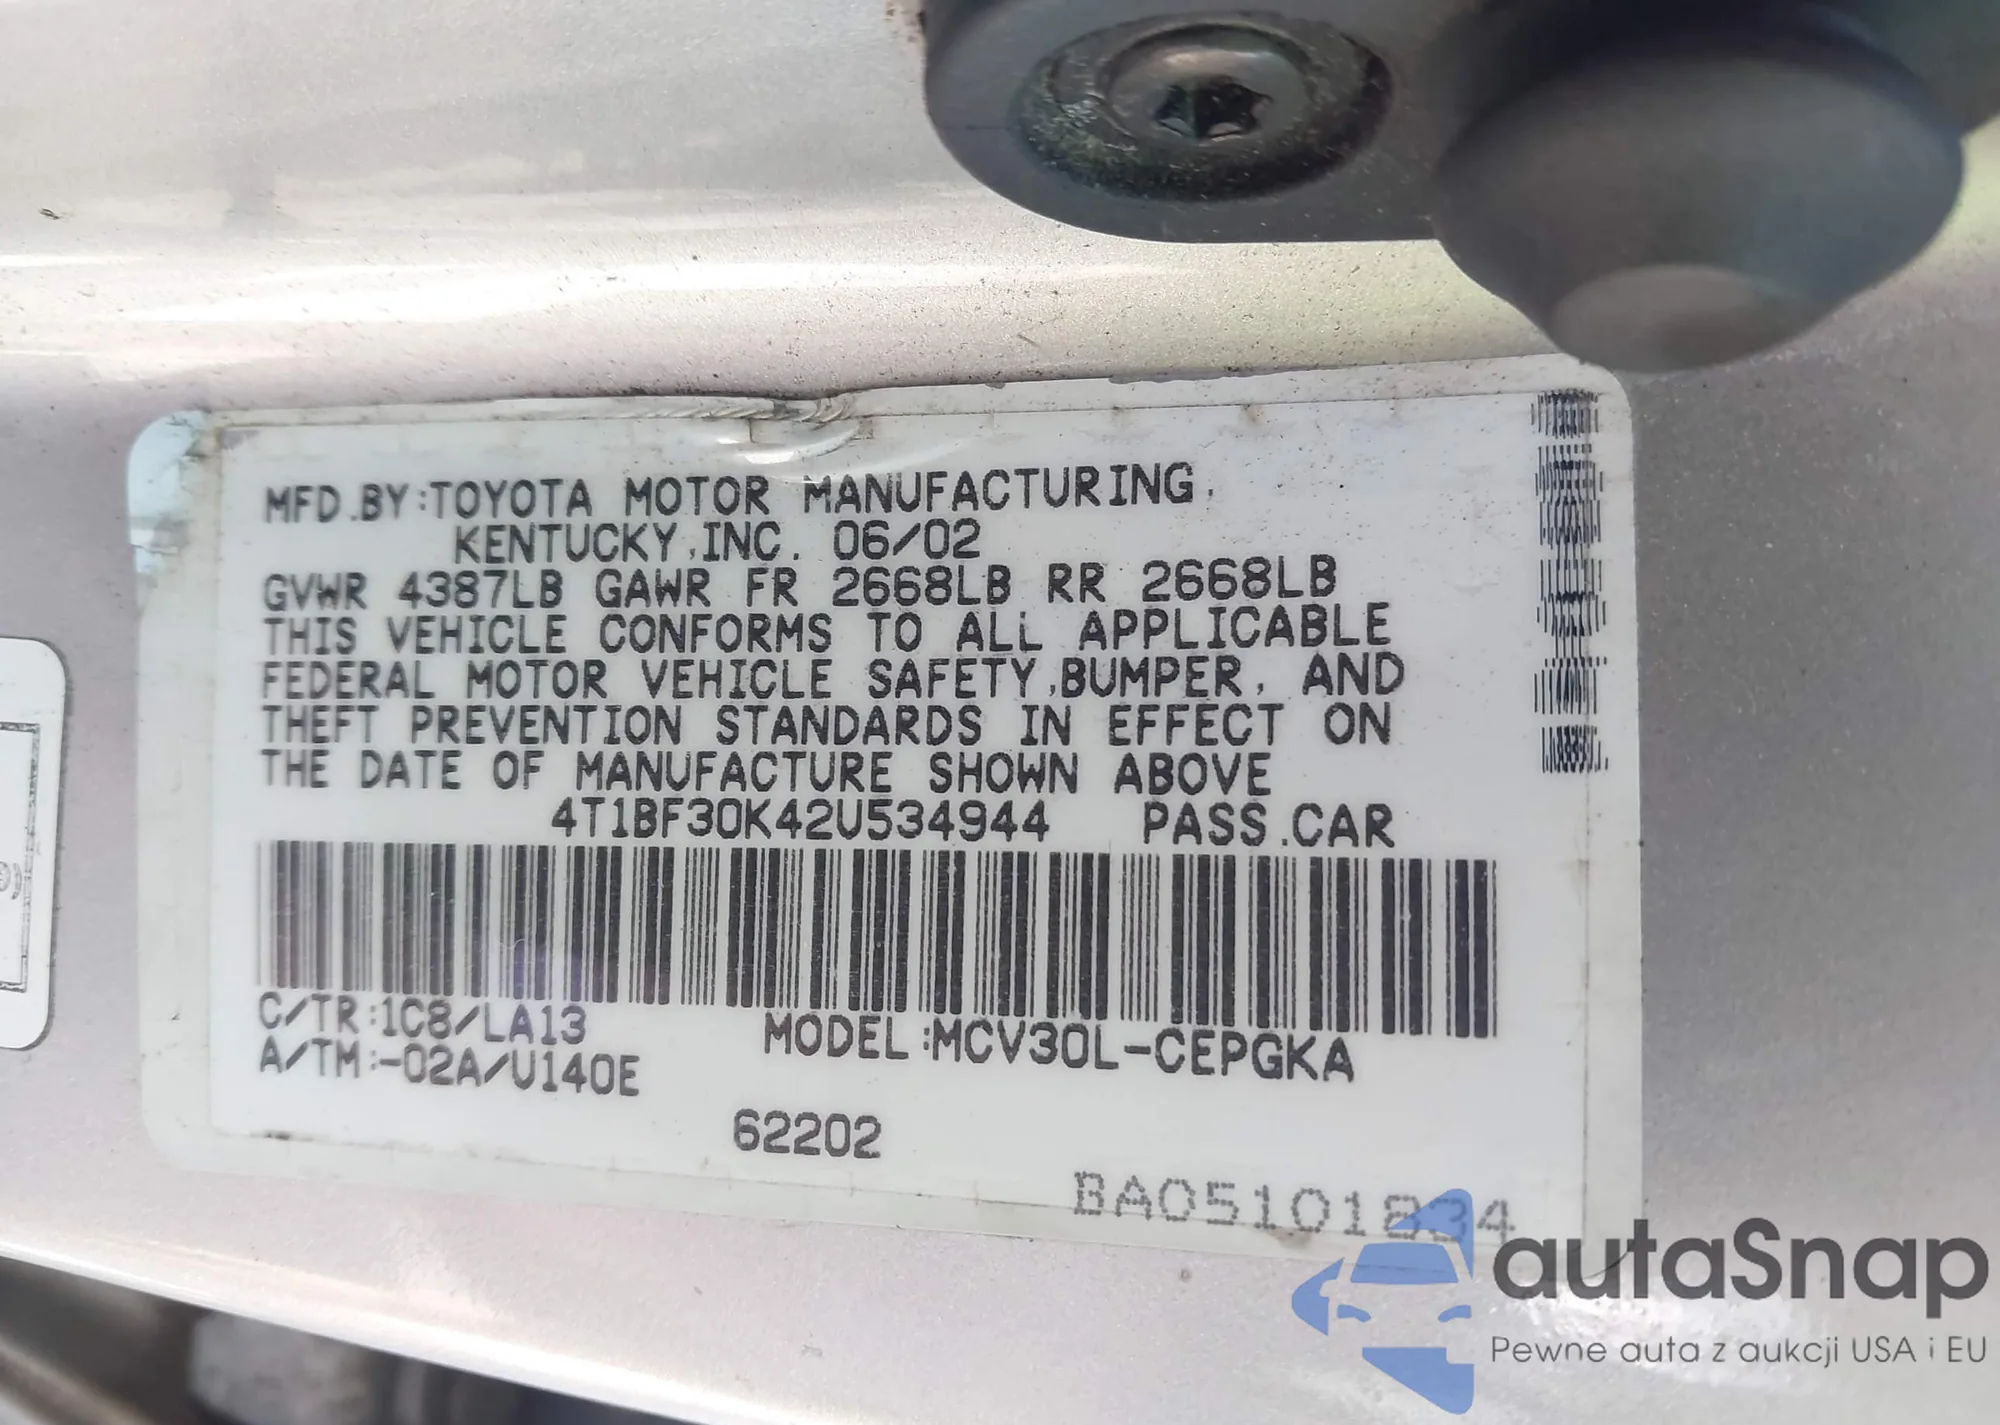 MFD.BY:TOYOTA MOTOR MANUFACTURING,
KENTUCKY,INC. 06/02
GVWR 4387LB GAWR FR 2668LB RR 2668LB
THIS VEHICLE CONFORMS TO ALL APPLICABLE
FEDERAL MOTOR VEHICLE SAFETY,BUMPER, AND
THEFT PREVENTION STANDARDS IN EFFECT ON
THE DATE OF MANUFACTURE SHOWN ABOVE
4T1BF30K42U534944 PASS.CAR
C/TR:1C8/LA13
A/TM:-02A/U140E
MODEL:MCV30L-CEPGKA
62202
BA05101834
autaSnap
Pewne auta z aukcji USA i EU